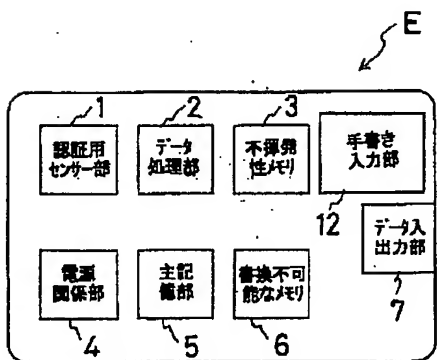 E
1
2
3
認証用
センサー部
データ
処理部
不揮発
性メモリ
手書き
入力部
12
データ入
出力部
7
電源
関係部
主記
憶部
書換不可
能なメモリ
4
5
6